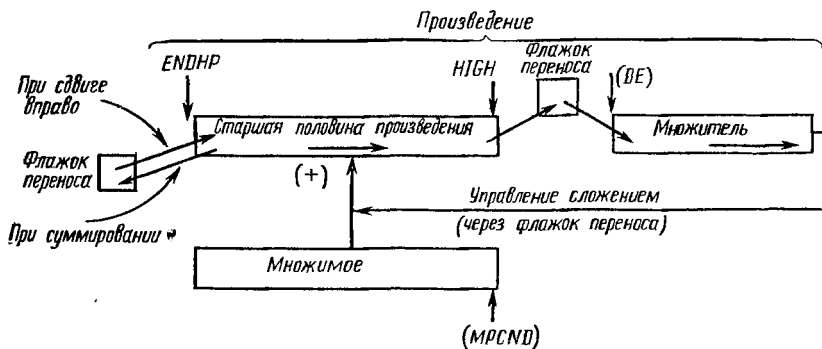 Произведение
ENDHP
HIGH
Флажок
переноса
(DE)
При сдвиге
вправо
Старшая половина произведения
Множитель
Флажок
переноса
(+)
Управление сложением
(через флажок переноса)
При суммировании
Множимое
(MPCND)